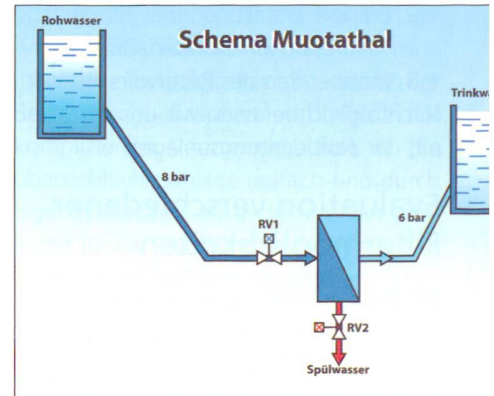 Rohwasser
Schema Muotathal
Trinkw
8 bar
6 bar
RV1
RV2
Spülwasser